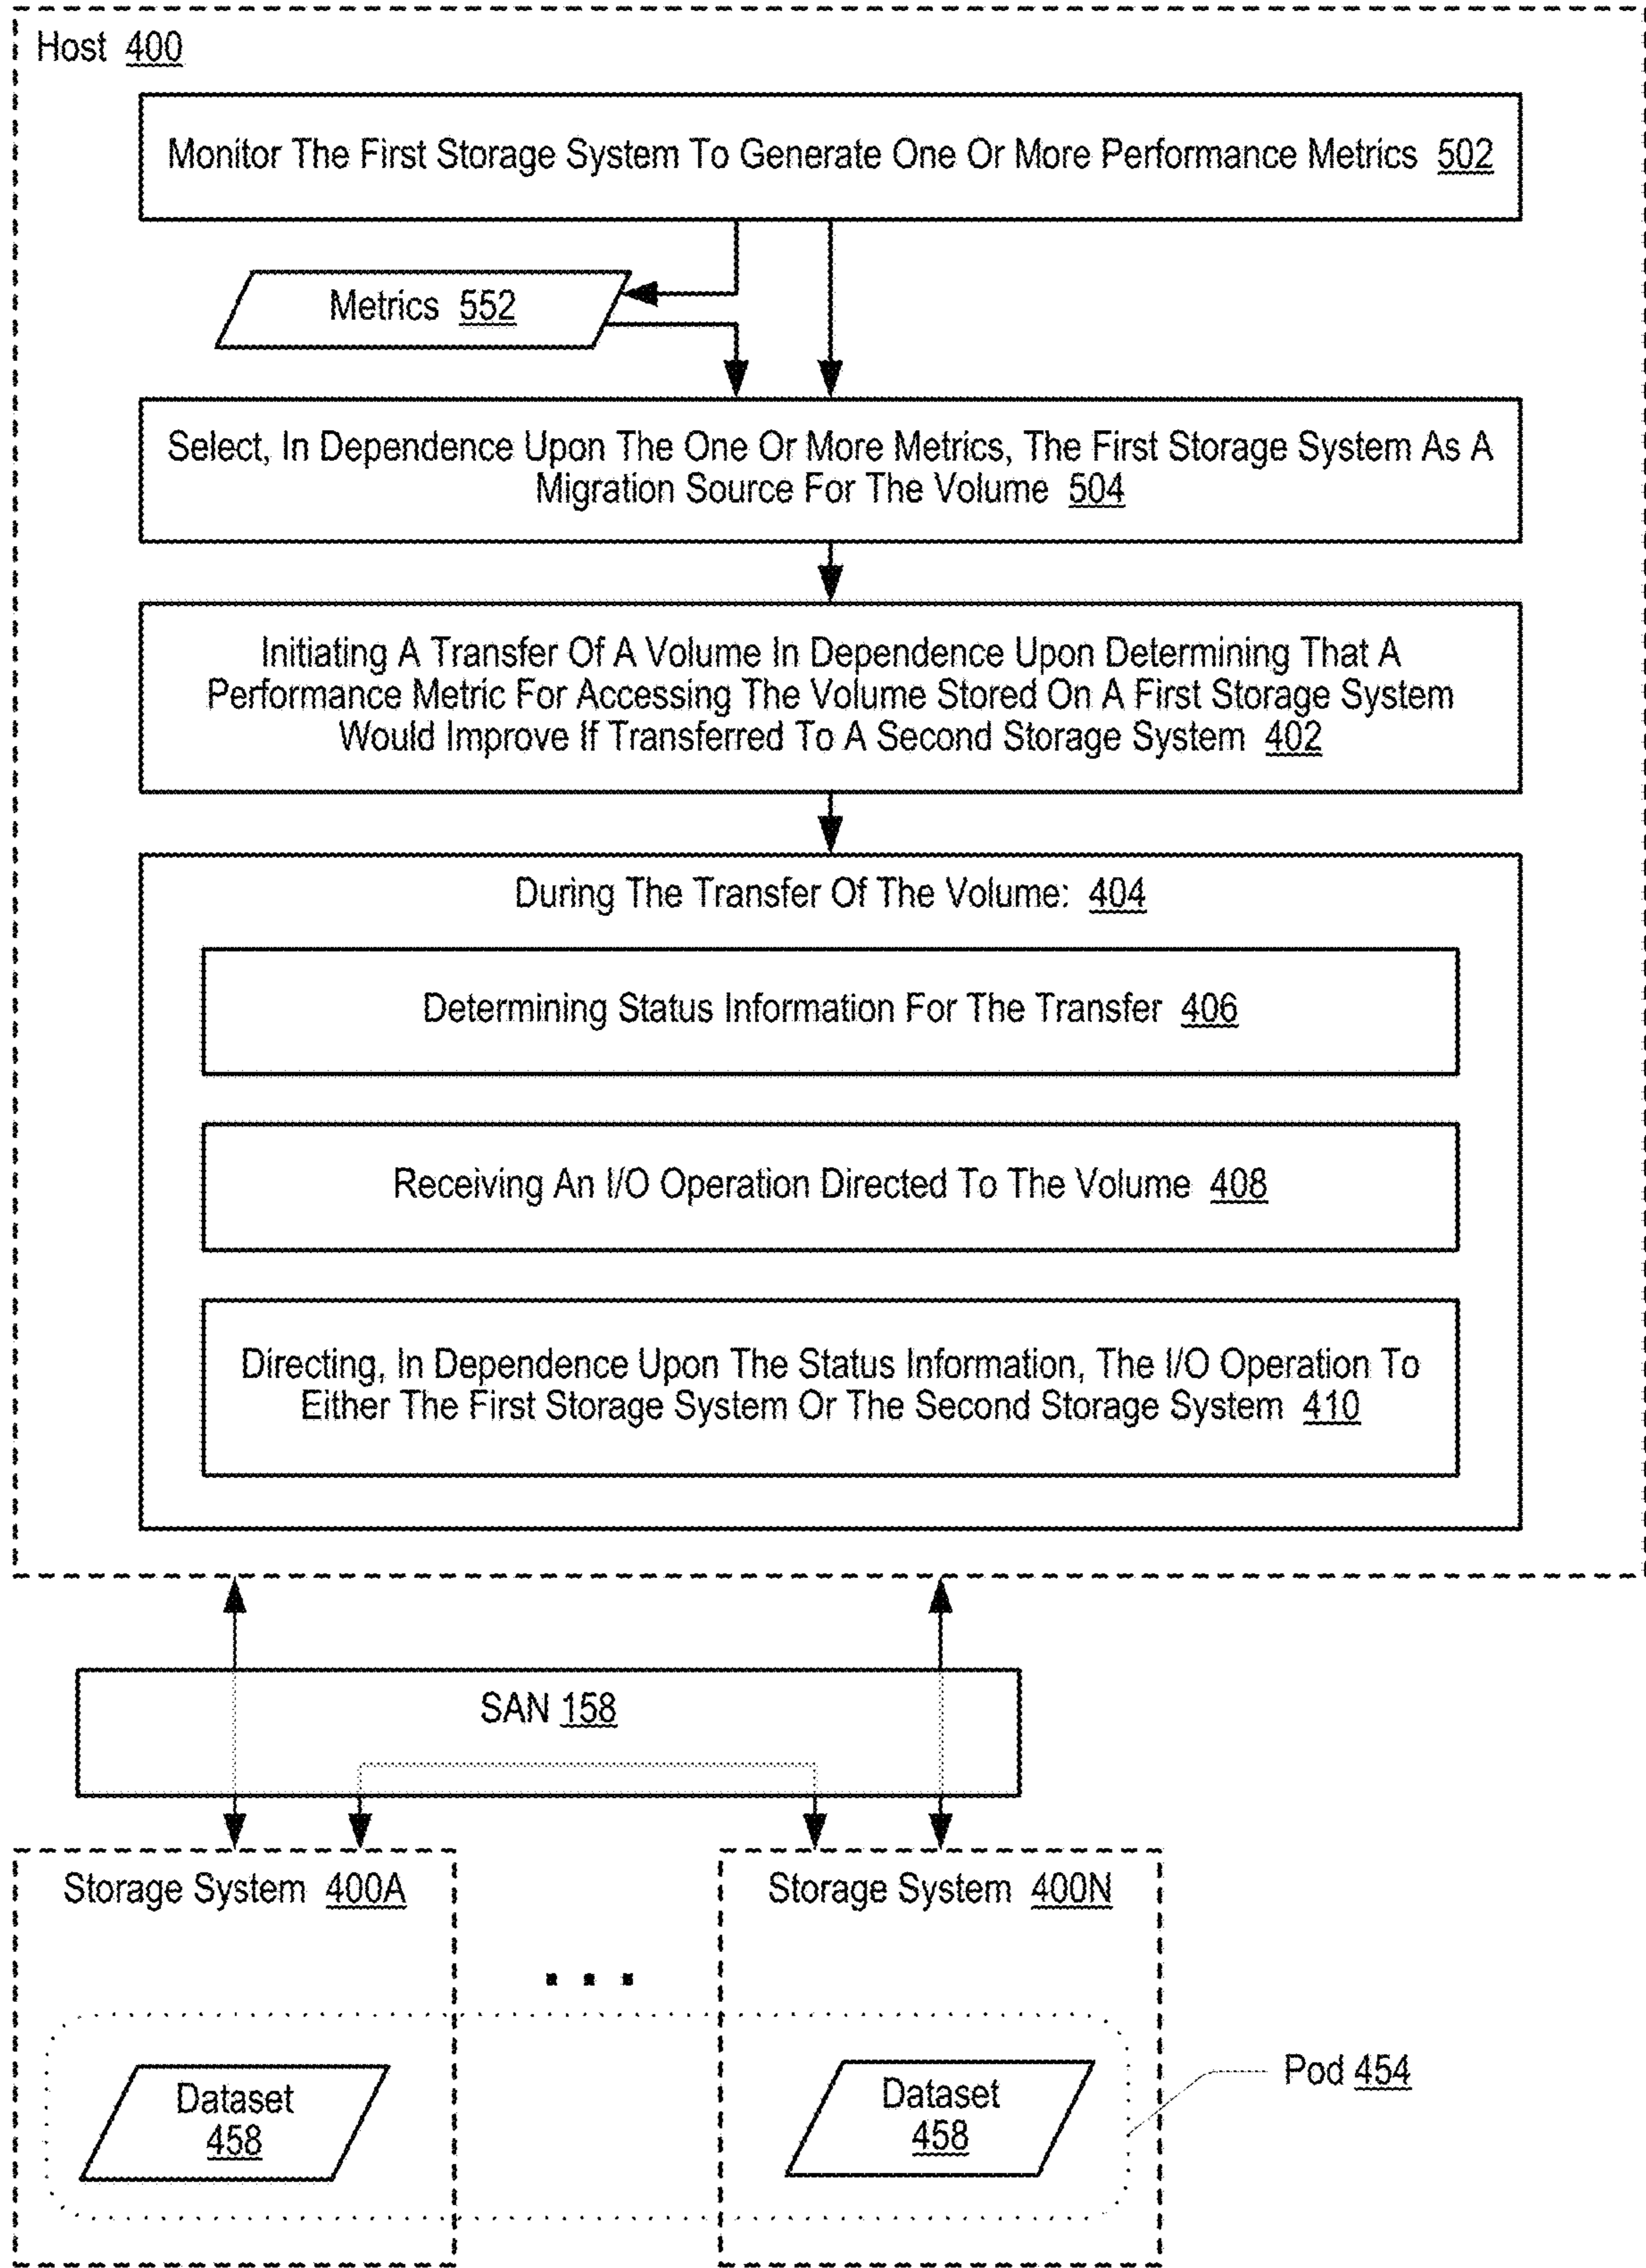 Host 400
Monitor The First Storage System To Generate One Or More Performance Metrics 502
Metrics 552
Select, In Dependence Upon The One Or More Metrics, The First Storage System As A
Migration Source For The Volume 504
Initiating A Transfer Of A Volume In Dependence Upon Determining That A
Performance Metric For Accessing The Volume Stored On A First Storage System
Would Improve If Transferred To A Second Storage System 402
During The Transfer Of The Volume: 404
Determining Status Information For The Transfer 406
Receiving An I/O Operation Directed To The Volume 408
Directing, In Dependence Upon The Status Information, The I/O Operation To
Either The First Storage System Or The Second Storage System 410
SAN 158
Storage System 400A
Storage System 400N
...
Dataset
458
Dataset
458
Pod 454